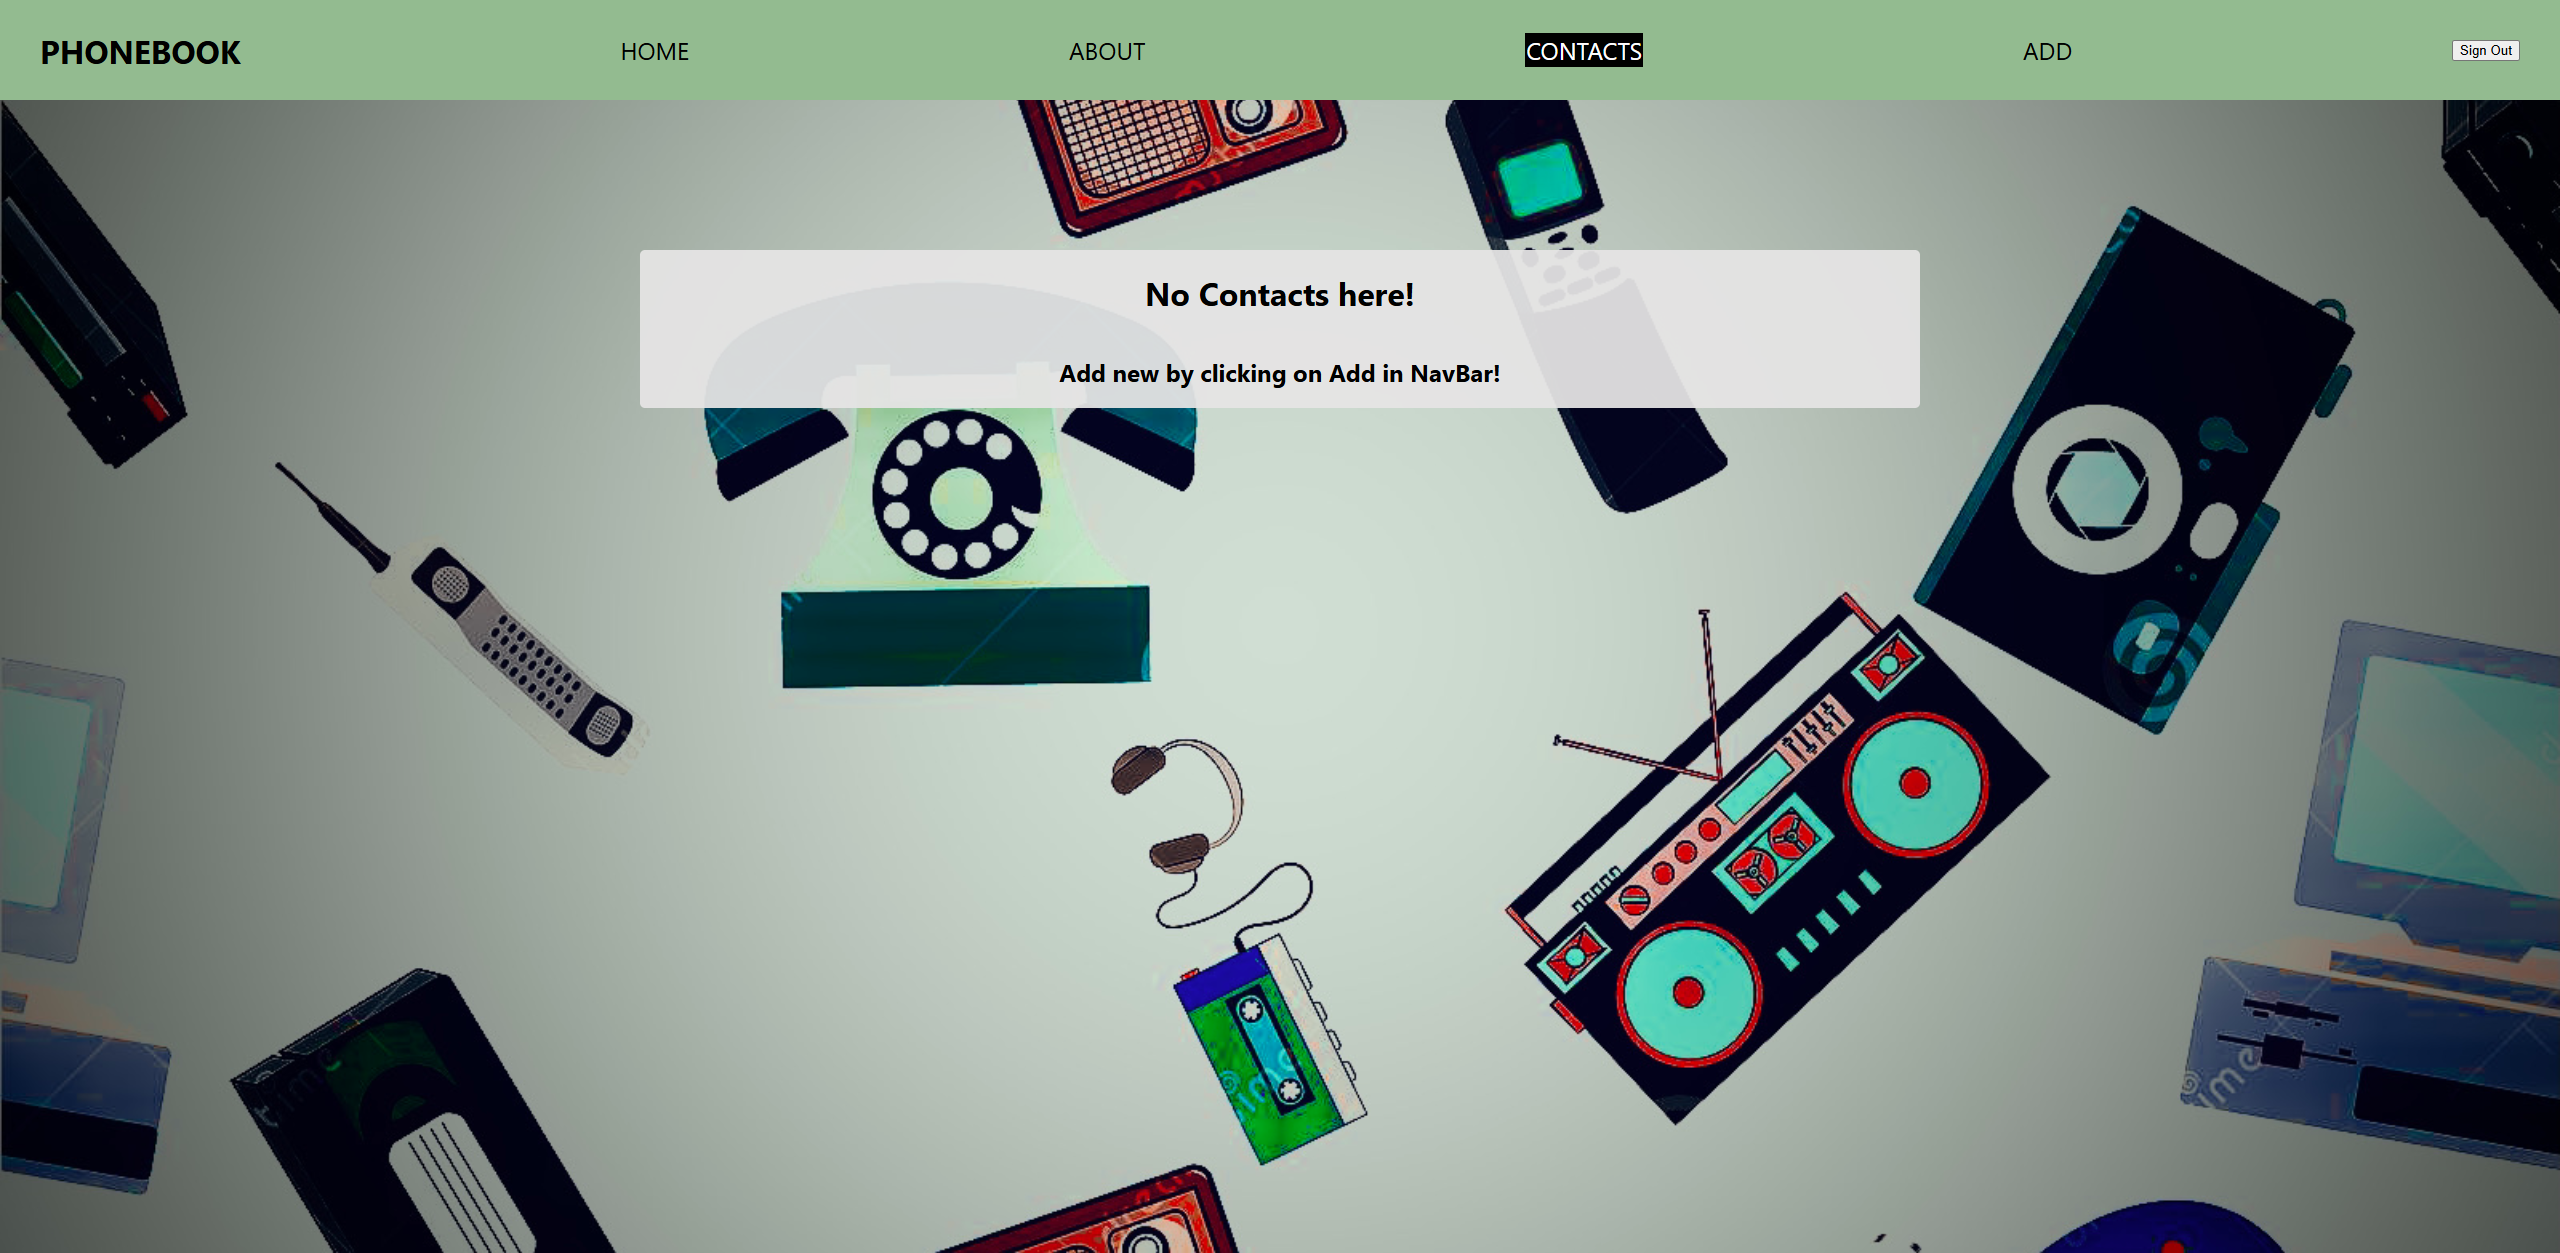 PHONEBOOK HOME ABOUT CONTACTS ADD Sign Out
No Contacts here!
Add new by clicking on Add in NavBar!